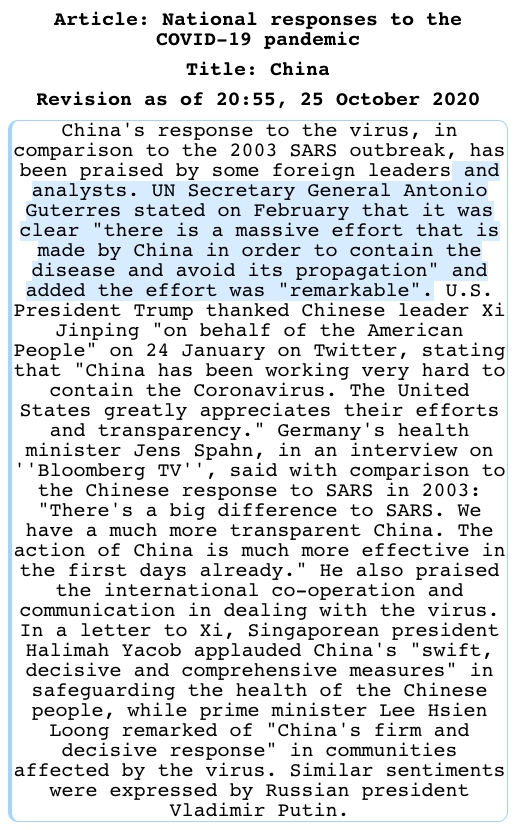 Article: National responses to the
COVID-19 pandemic
Title: China
Revision as of 20:55, 25 October 2020
China's response to the virus, in
comparison to the 2003 SARS outbreak, has
been praised by some foreign leaders and
analysts. UN Secretary General Antonio
Guterres stated on February that it was
clear "there is a massive effort that is
made by China in order to contain the
disease and avoid its propagation" and
added the effort was "remarkable". U.S.
President Trump thanked Chinese leader Xi
Jinping "on behalf of the American
People" on 24 January on Twitter, stating
that "China has been working very hard to
contain the Coronavirus. The United
States greatly appreciates their efforts
and transparency." Germany's health
minister Jens Spahn, in an interview on
''Bloomberg TV'', said with comparison to
the Chinese response to SARS in 2003:
"There's a big difference to SARS. We
have a much more transparent China. The
action of China is much more effective in
the first days already." He also praised
the international co-operation and
communication in dealing with the virus.
In a letter to Xi, Singaporean president
Halimah Yacob applauded China's "swift,
decisive and comprehensive measures" in
safeguarding the health of the Chinese
people, while prime minister Lee Hsien
Loong remarked of "China's firm and
decisive response" in communities
affected by the virus. Similar sentiments
were expressed by Russian president
Vladimir Putin.